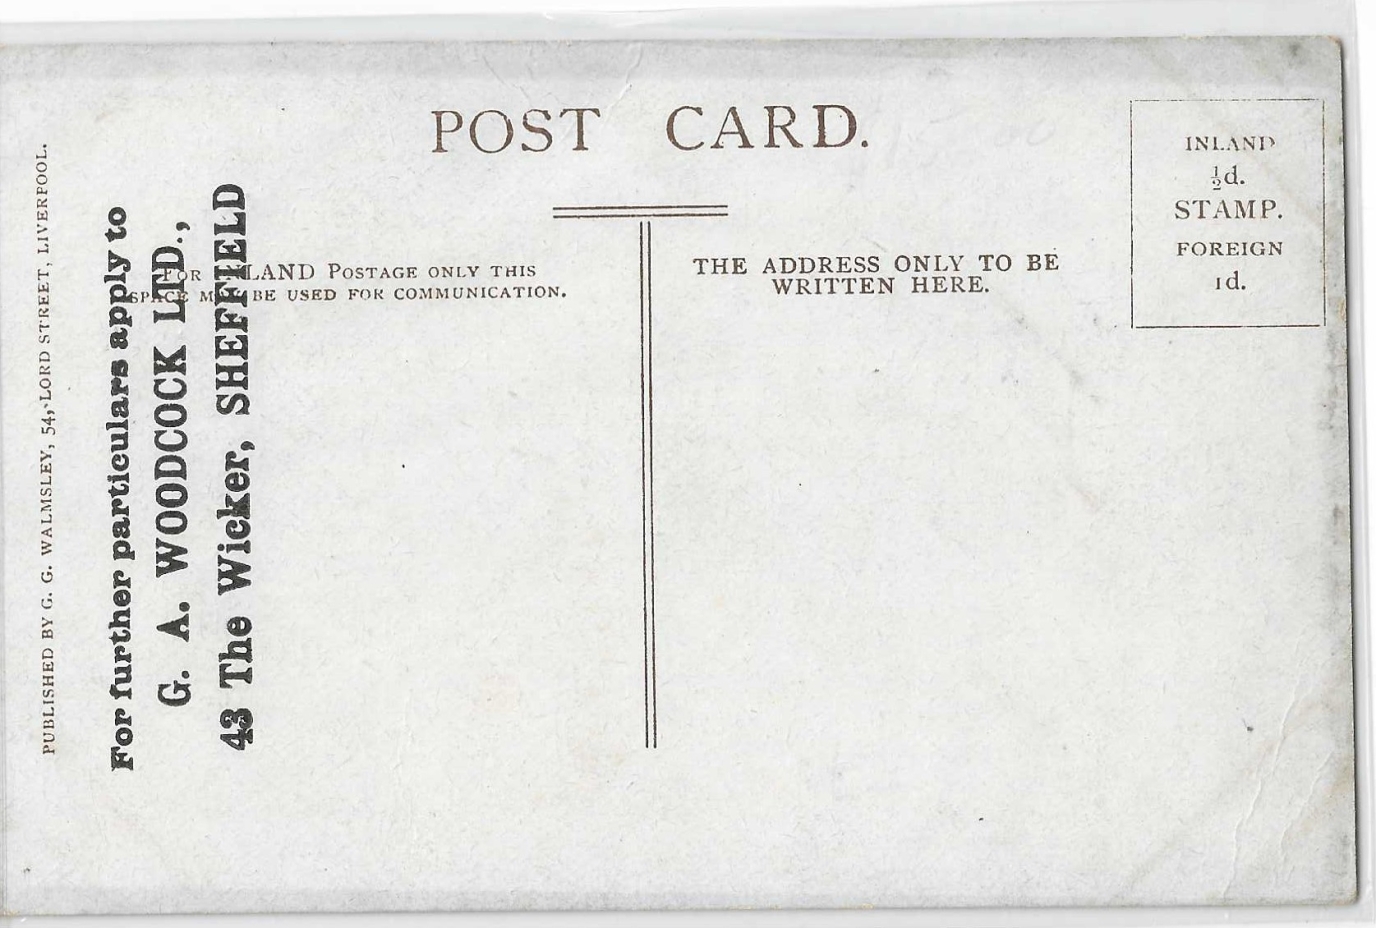 POST CARD.
INLAND
½d.
STAMP.
FOREIGN
1d.
FOR INLAND POSTAGE ONLY THIS
SPACE MAY BE USED FOR COMMUNICATION.
THE ADDRESS ONLY TO BE
WRITTEN HERE.
PUBLISHED BY G. G. WALMSLEY, 54, LORD STREET, LIVERPOOL.
For further particulars apply to
G. A. WOODCOCK LTD.,
43 The Wicker, SHEFFIELD